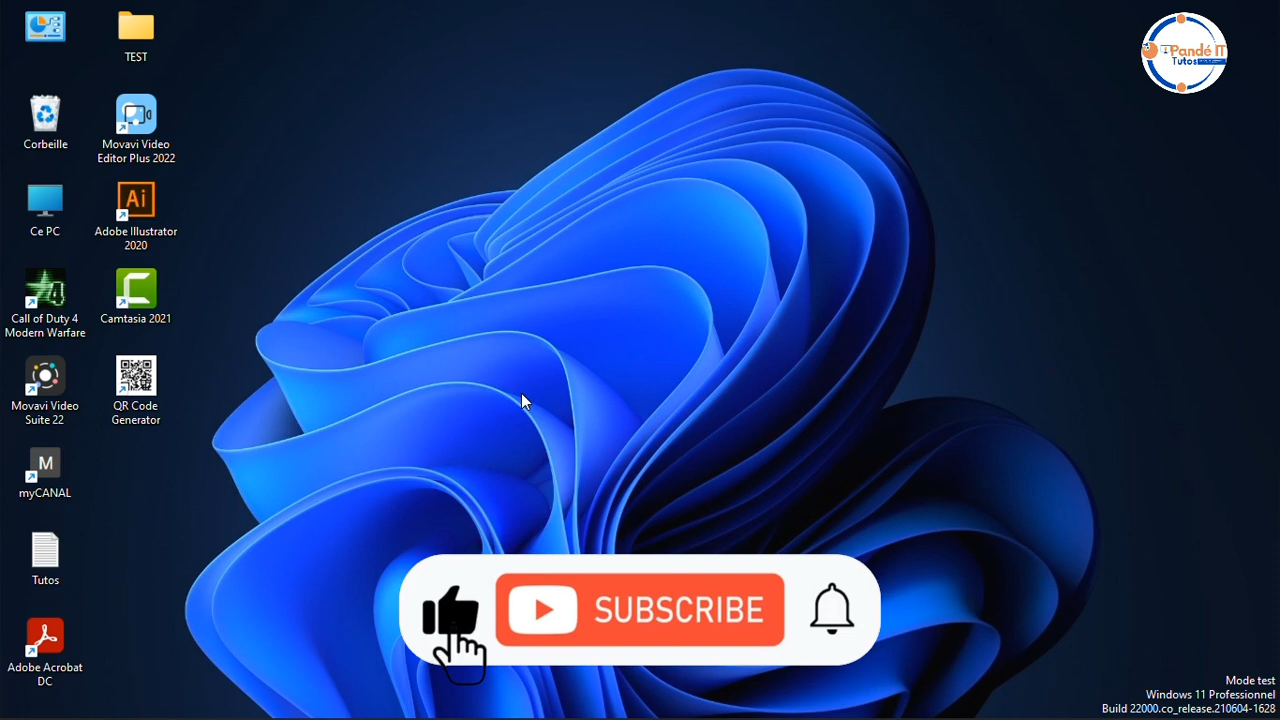 TEST
Corbeille
Movavi Video
Editor Plus 2022
Ce PC
Ai
Adobe Illustrator
2020
Call of Duty 4
Modern Warfare
Camtasia 2021
Movavi Video
Suite 22
QR Code
Generator
M
myCANAL
Tutos
Adobe Acrobat
DC
Pandé IT
Tutos
SUBSCRIBE
Mode test
Windows 11 Professionnel
Build 22000.co_release.210604-1628